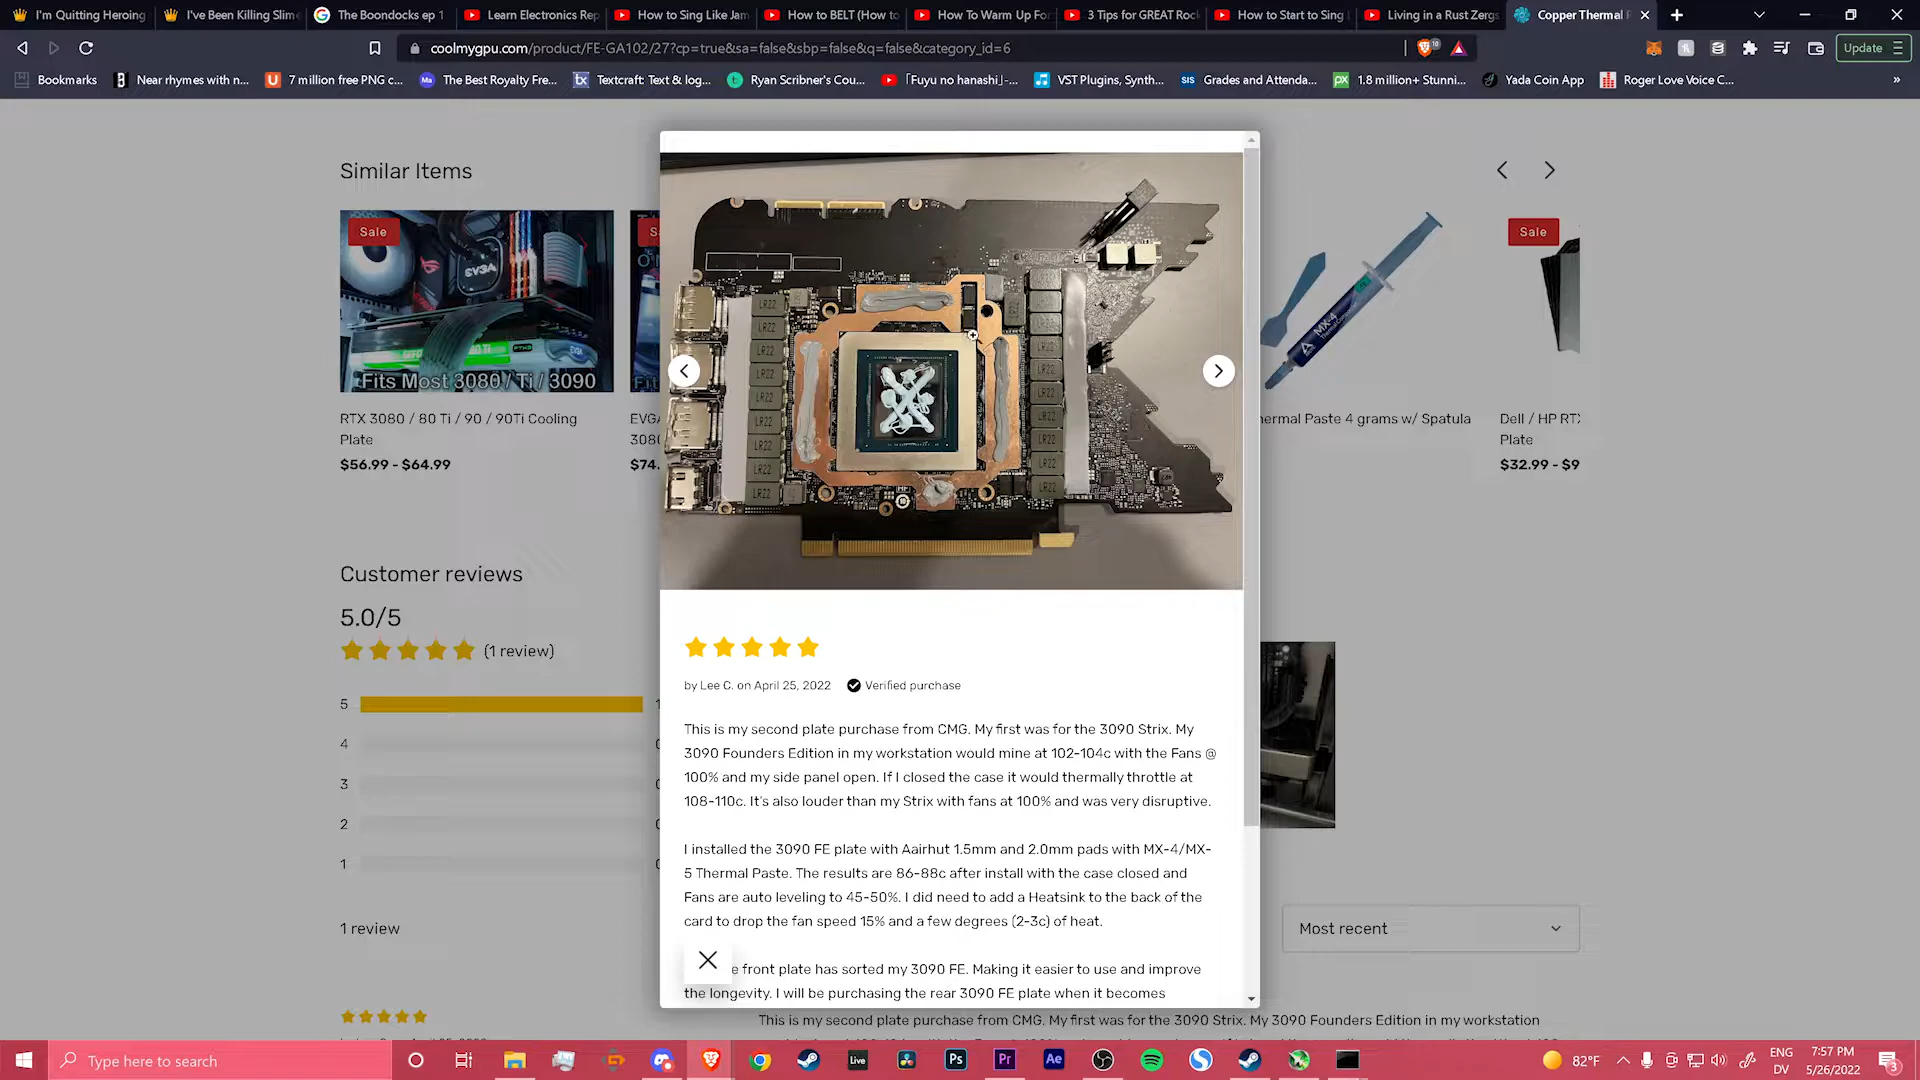 I'm Quitting Heroing
I've Been Killing Slime
The Boondocks ep 1
Learn Electronics Rep
How to Sing Like Jam
How to BELT (How to
How To Warm Up For
3 Tips for GREAT Rock
How to Start to Sing
Living in a Rust Zergs
Copper Thermal P
coolmygpu.com/product/FE-GA102/27?cp=true&sa=false&sbp=false&q=false&category_id=6
Update
Bookmarks
Near rhymes with n...
7 million free PNG c...
The Best Royalty Fre...
Textcraft: Text & log...
Ryan Scribner's Cou...
「Fuyu no hanashi」-...
VST Plugins, Synth...
Grades and Attenda...
1.8 million+ Stunni...
Yada Coin App
Roger Love Voice C...
»
Similar Items
Sale
Fits Most 3080 / Ti / 3090
RTX 3080 / 80 Ti / 90 / 90Ti Cooling
Plate
$56.99 - $64.99
EVG
308
$74.
MX-4
hermal Paste 4 grams w/ Spatula
Sale
Dell / HP RTX
Plate
$32.99 - $9
LR22
Customer reviews
5.0/5
(1 review)
5
4
3
2
1
1 review
Most recent
by Lee C. on April 25, 2022
Verified purchase
This is my second plate purchase from CMG. My first was for the 3090 Strix. My
3090 Founders Edition in my workstation would mine at 102-104c with the Fans @
100% and my side panel open. If I closed the case it would thermally throttle at
108-110c. It's also louder than my Strix with fans at 100% and was very disruptive.
I installed the 3090 FE plate with Aairhut 1.5mm and 2.0mm pads with MX-4/MX-
5 Thermal Paste. The results are 86-88c after install with the case closed and
Fans are auto leveling to 45-50%. I did need to add a Heatsink to the back of the
card to drop the fan speed 15% and a few degrees (2-3c) of heat.
e front plate has sorted my 3090 FE. Making it easier to use and improve
the longevity. I will be purchasing the rear 3090 FE plate when it becomes
This is my second plate purchase from CMG. My first was for the 3090 Strix. My 3090 Founders Edition in my workstation
Type here to search
Live
Ps
Pr
Ae
82°F
ENG
DV
7:57 PM
5/26/2022
3